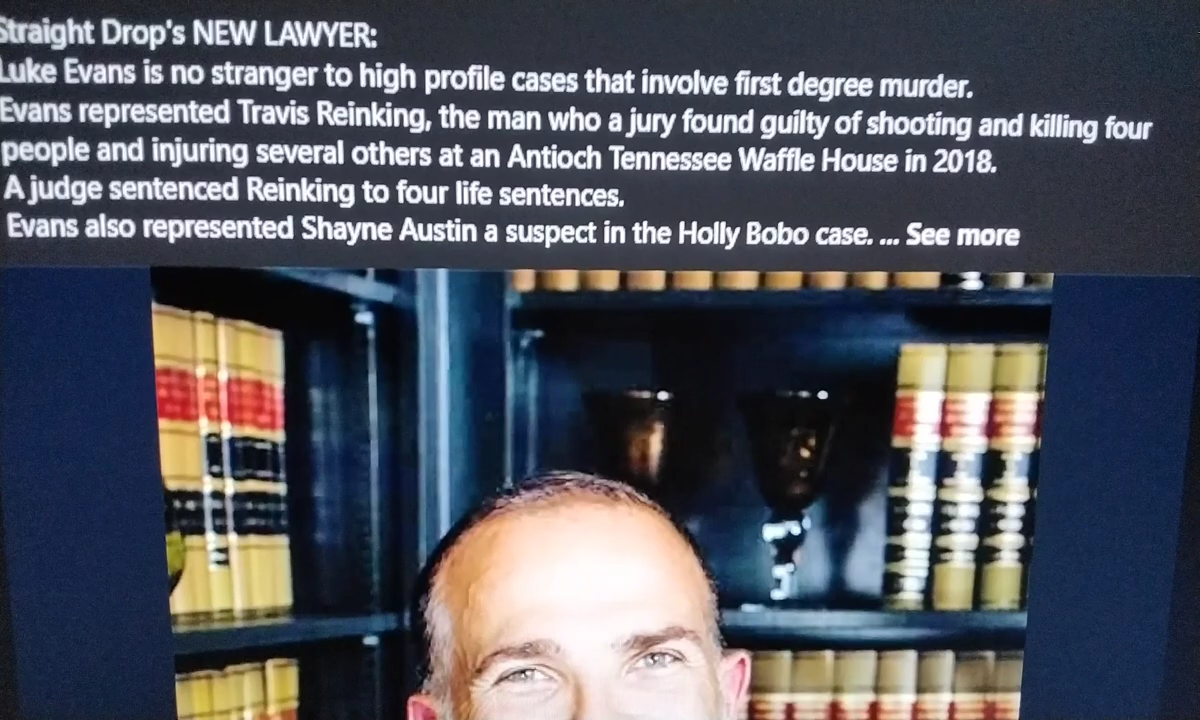 Straight Drop's NEW LAWYER:
Luke Evans is no stranger to high profile cases that involve first degree murder.
Evans represented Travis Reinking, the man who a jury found guilty of shooting and killing four
people and injuring several others at an Antioch Tennessee Waffle House in 2018.
A judge sentenced Reinking to four life sentences.
Evans also represented Shayne Austin a suspect in the Holly Bobo case. ... See more